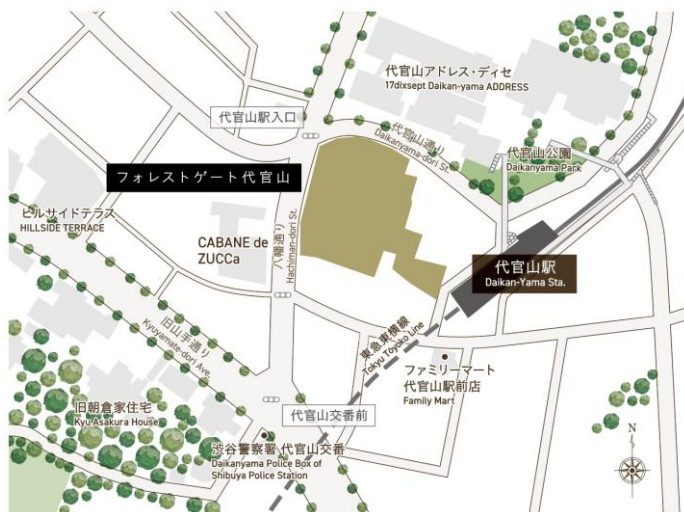 代官山アドレス・ディセ
17dixsept Daikan-yama ADDRESS
代官山駅入口
代官山通り
Daikanyama-dori St.
代官山公園
Daikanyama Park
フォレストゲート代官山
ヒルサイドテラス
HILLSIDE TERRACE
CABANE de
ZUCCa
八幡通り
Hachiman-dori St.
代官山駅
Daikan-Yama Sta.
旧山手通り
Kyuyamate-dori Ave.
東急東横線
Tokyu Tōyoko Line
ファミリーマート
代官山駅前店
Family Mart
旧朝倉家住宅
Kyu Asakura House
代官山交番前
渋谷警察署 代官山交番
Daikanyama Police Box of
Shibuya Police Station
N